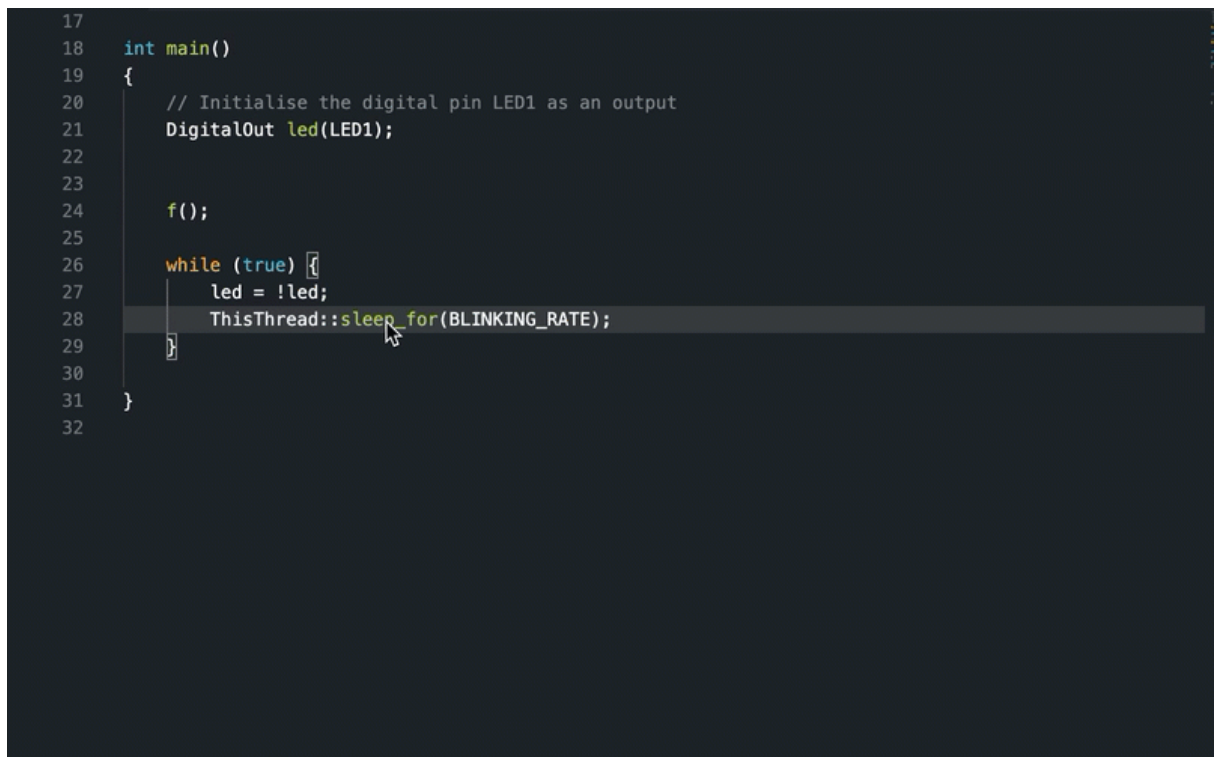 17
18 int main()
19 {
20 // Initialise the digital pin LED1 as an output
21 DigitalOut led(LED1);
22
23
24 f();
25
26 while (true) {
27 led = !led;
28 ThisThread::sleep_for(BLINKING_RATE);
29 }
30
31 }
32